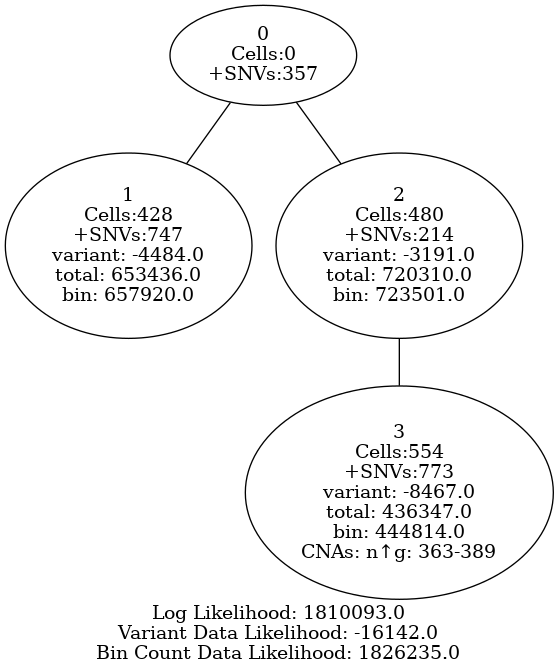 0
Cells:0
+SNVs:357
1
Cells:428
+SNVs:747
variant: -4484.0
total: 653436.0
bin: 657920.0
2
Cells:480
+SNVs:214
variant: -3191.0
total: 720310.0
bin: 723501.0
3
Cells:554
+SNVs:773
variant: -8467.0
total: 436347.0
bin: 444814.0
CNAs: n↑g: 363-389
Log Likelihood: 1810093.0
Variant Data Likelihood: -16142.0
Bin Count Data Likelihood: 1826235.0